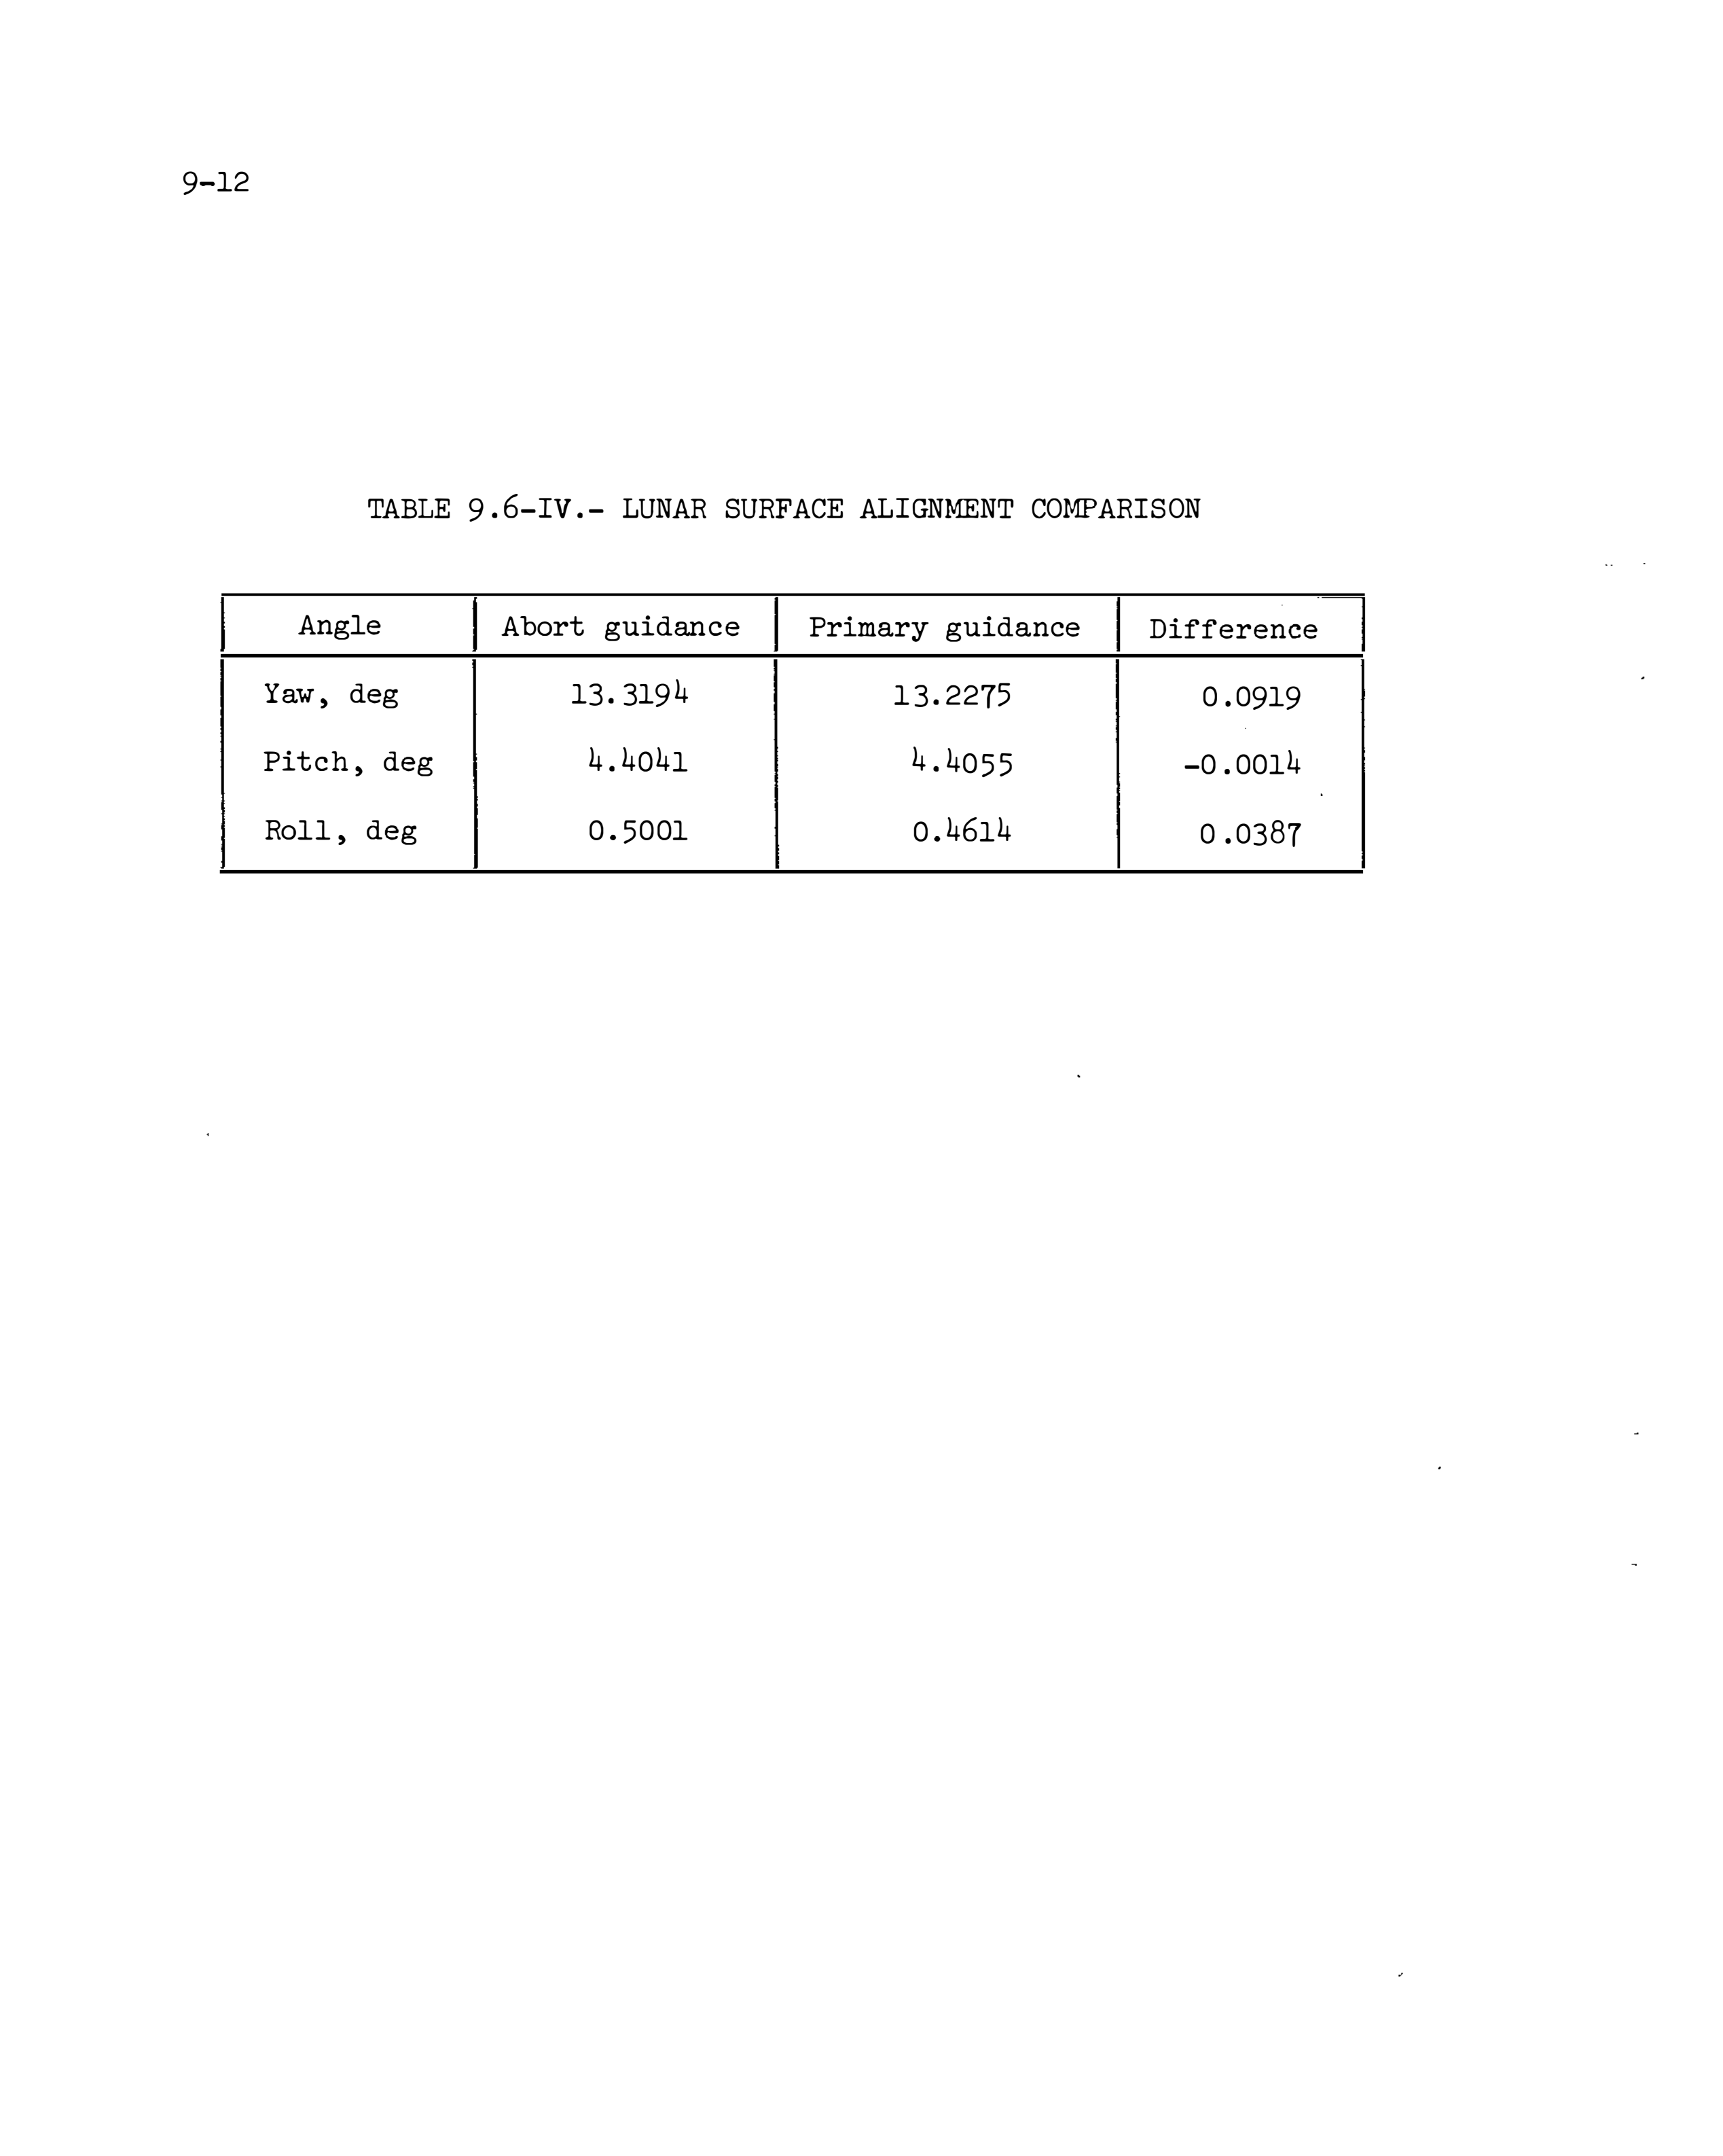 9-12
TABLE 9.6-IV.- LUNAR SURFACE ALIGNMENT COMPARISON
Angle Abort guidance Primary guidance Difference
Yaw, deg 13.3194 13.2275 0.0919
Pitch, deg 4.4041 4.4055 -0.0014
Roll, deg 0.5001 0.4614 0.0387